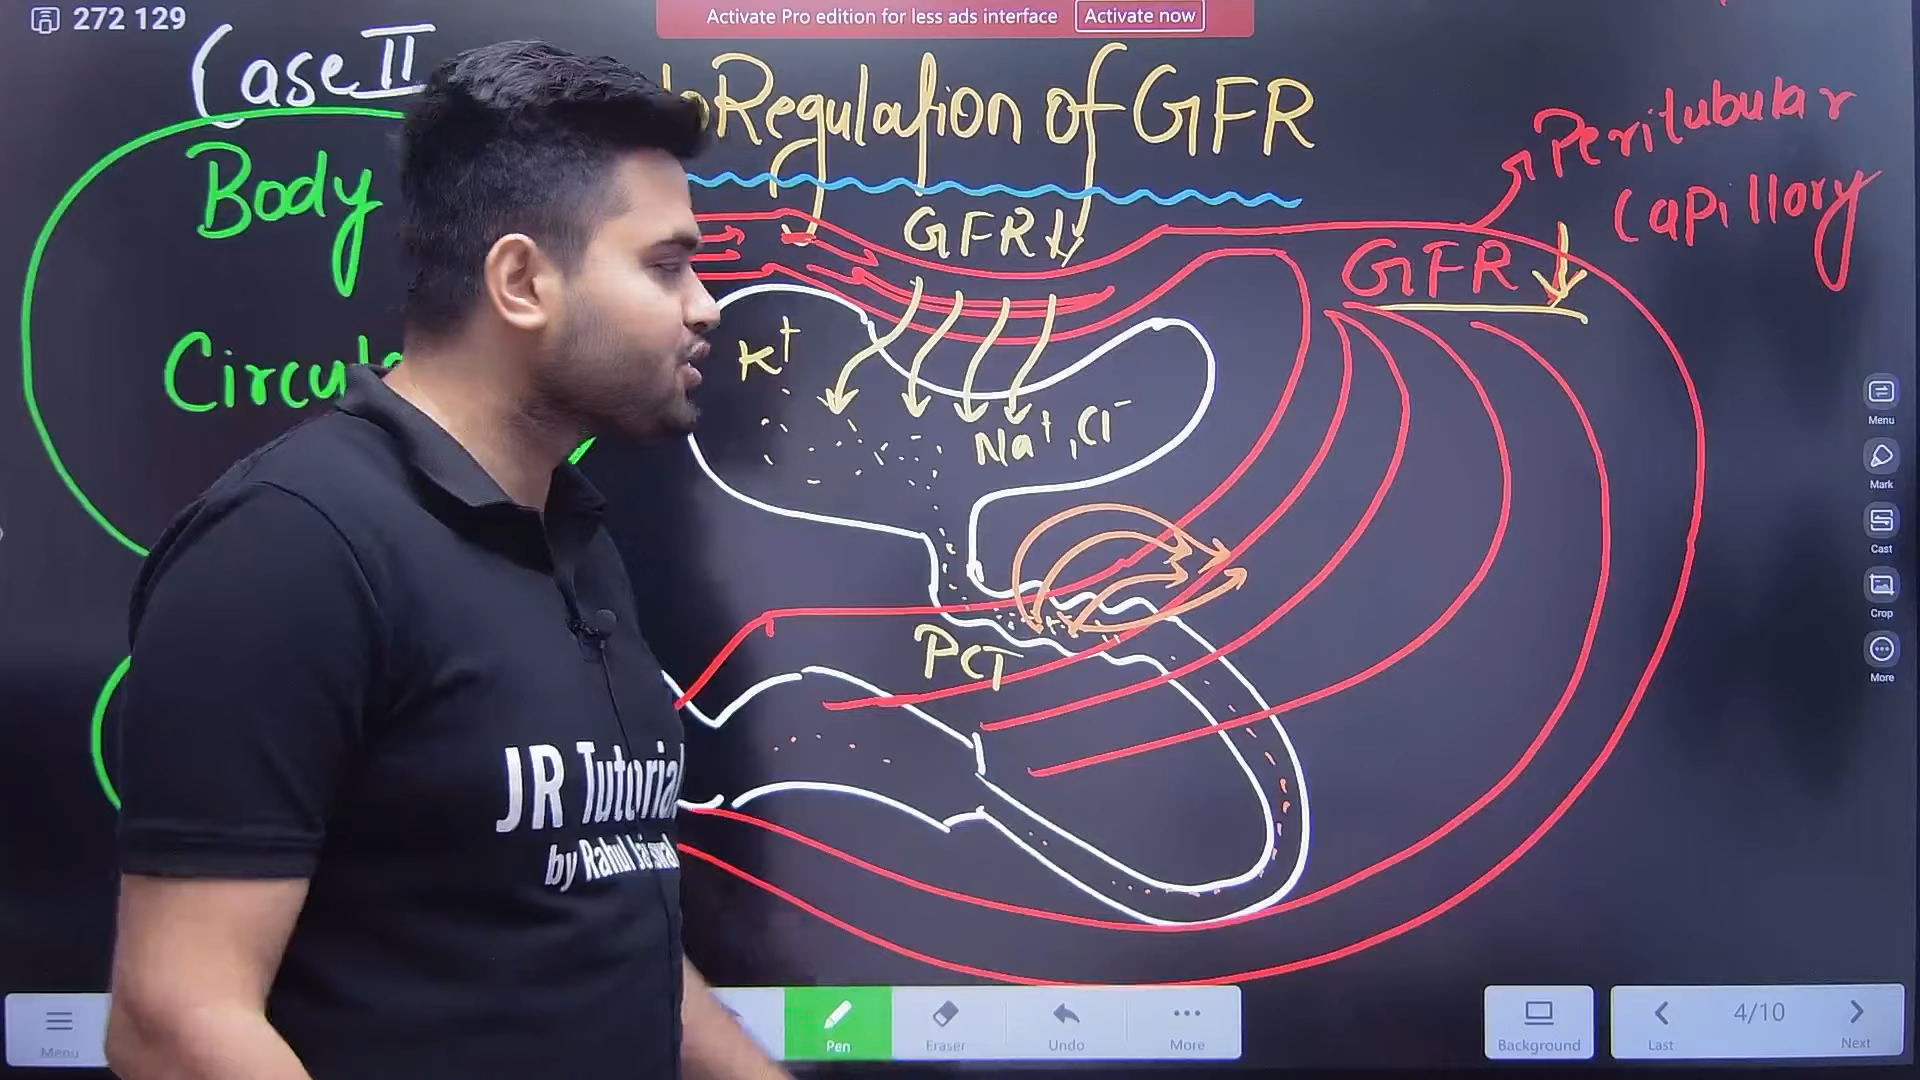 272 129
Activate Pro edition for less ads interface
Activate now
Case II
Regulation of GFR
Peritubular
Capillory
Body
GFR↓
GFR↓
K+
Na+, Cl-
PCT
JR Tutorial
by Rahul
Menu
Mark
Cast
Crop
More
Menu
Pen
Eraser
Undo
More
Background
Last
4/10
Next